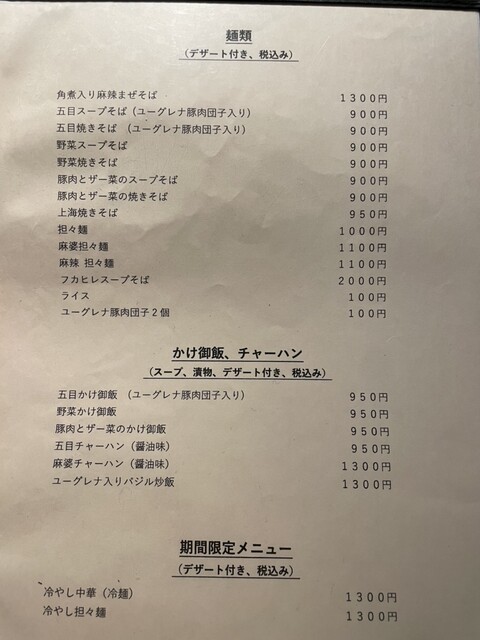 麺類
（デザート付き、税込み）
角煮入り麻辣まぜそば 1300円
五目スープそば（ユーグレナ豚肉団子入り） 900円
五目焼きそば （ユーグレナ豚肉団子入り） 900円
野菜スープそば 900円
野菜焼きそば 900円
豚肉とザー菜のスープそば 900円
豚肉とザー菜の焼きそば 900円
上海焼きそば 950円
担々麺 1000円
麻婆担々麺 1100円
麻辣 担々麺 1100円
フカヒレスープそば 2000円
ライス 100円
ユーグレナ豚肉団子２個 100円
かけ御飯、チャーハン
（スープ、漬物、デザート付き、税込み）
五目かけ御飯 （ユーグレナ豚肉団子入り） 950円
野菜かけ御飯 950円
豚肉とザー菜のかけ御飯 950円
五目チャーハン（醤油味） 950円
麻婆チャーハン（醤油味） 1300円
ユーグレナ入りバジル炒飯 1300円
期間限定メニュー
（デザート付き、税込み）
冷やし中華（冷麺） 1300円
冷やし担々麺 1300円